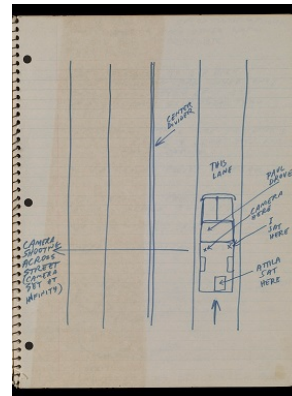 CENTER
DIVIDER
THIS
LANE
PAUL
DROVE
CAMERA
HERE
I
SAT
HERE
ATTILA
SAT
HERE
CAMERA
SHOOTING
ACROSS
STREET
(CAMERA
SET AT
INFINITY)